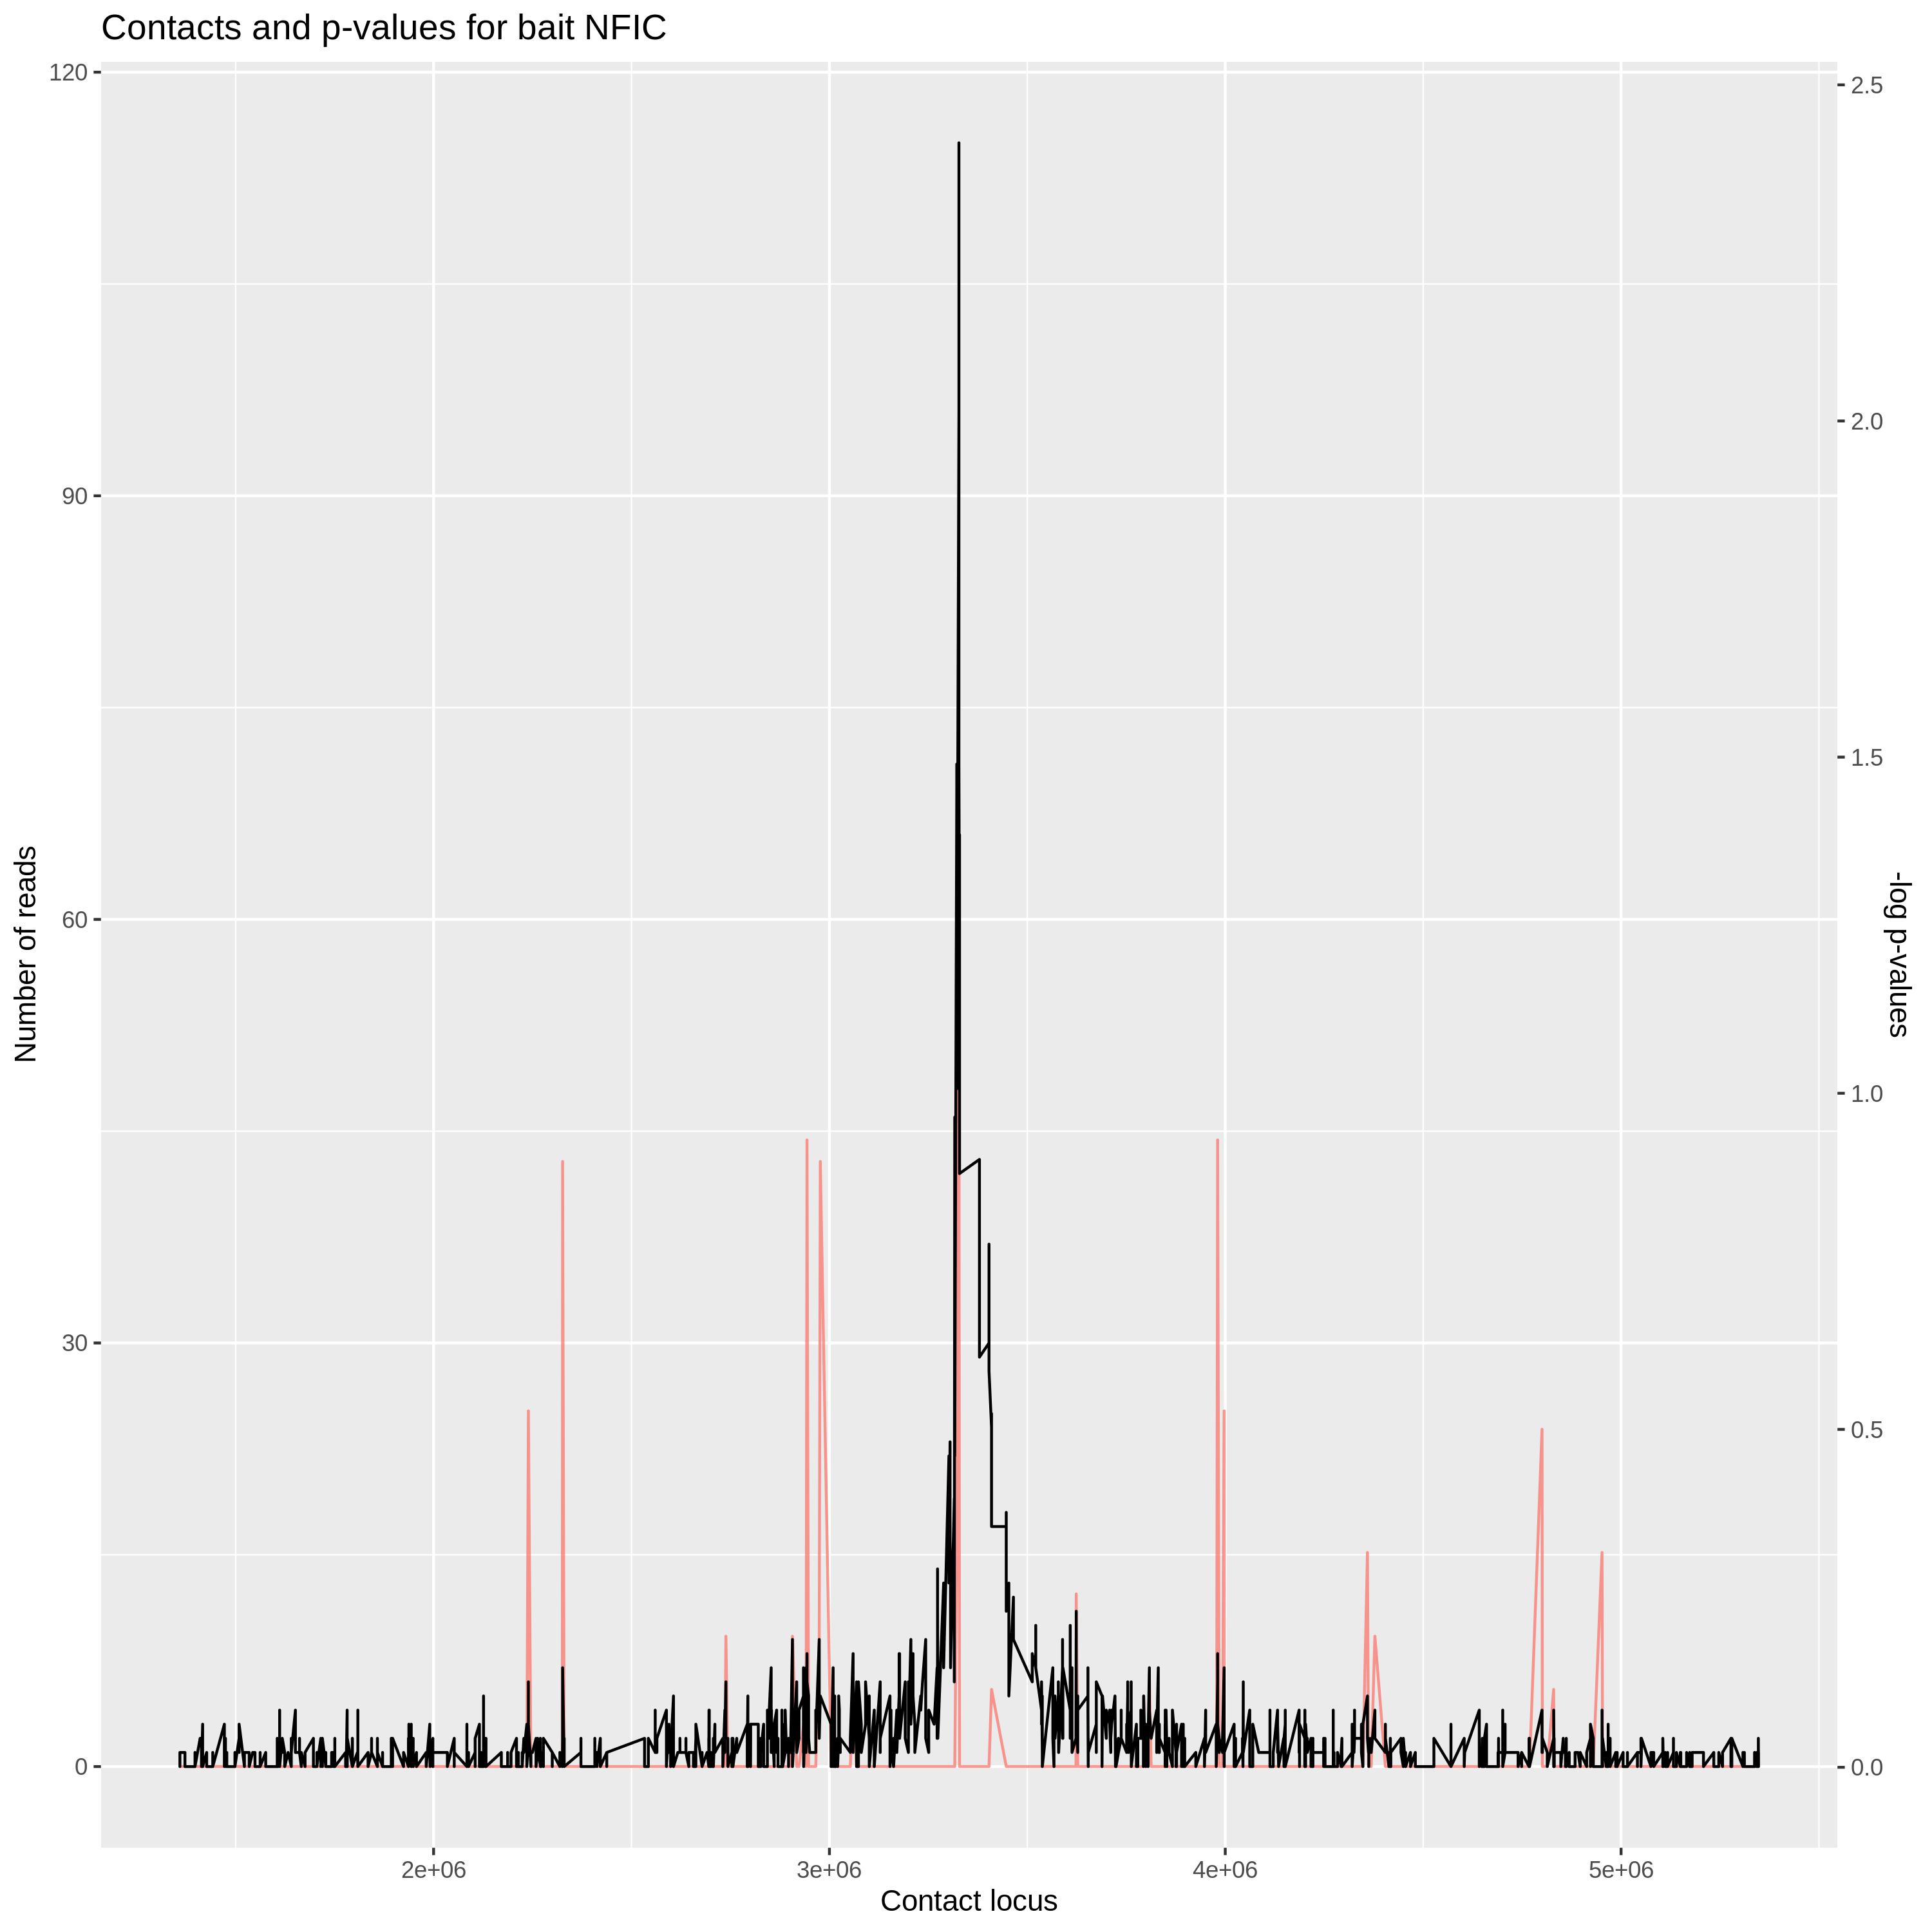 Contacts and p-values for bait NFIC
120
90
60
30
0
Number of reads
2.5
2.0
1.5
1.0
0.5
0.0
-log p-values
2e+06
3e+06
4e+06
5e+06
Contact locus